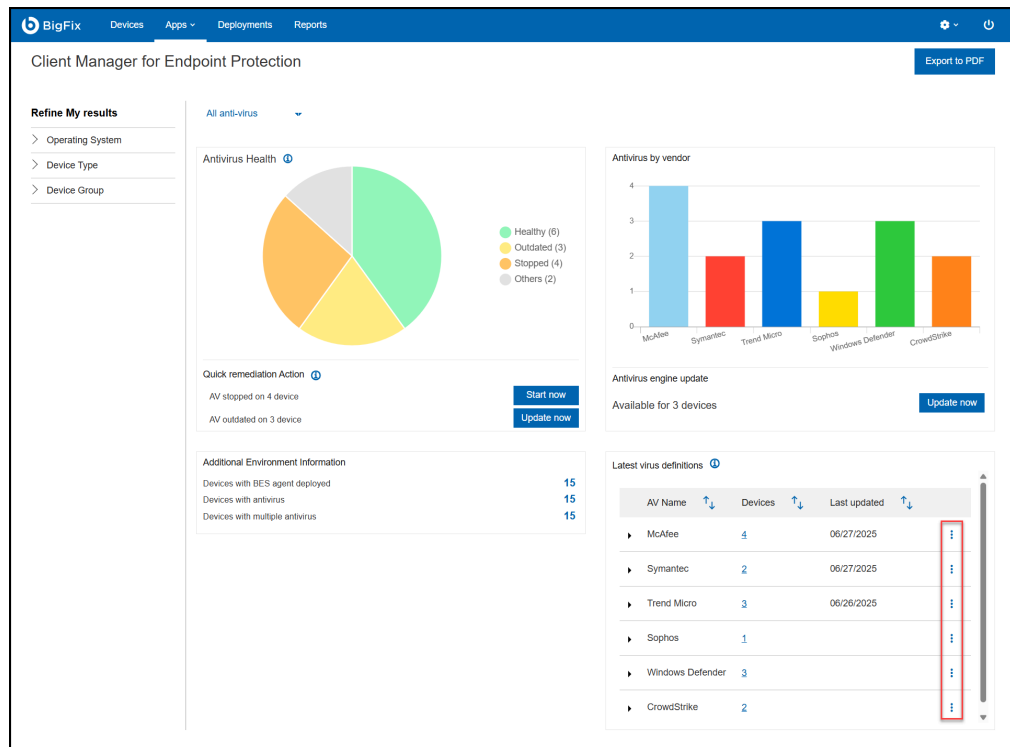 BigFix Devices Apps Deployments Reports
Client Manager for Endpoint Protection
Export to PDF
Refine My results
Operating System
Device Type
Device Group
All anti-virus
Antivirus Health
Healthy (6)
Outdated (3)
Stopped (4)
Others (2)
Quick remediation Action
AV stopped on 4 device
Start now
AV outdated on 3 device
Update now
Antivirus by vendor
4
3
2
1
0
McAfee Symantec Trend Micro Sophos Windows Defender CrowdStrike
Antivirus engine update
Available for 3 devices
Update now
Additional Environment Information
Devices with BES agent deployed 15
Devices with antivirus 15
Devices with multiple antivirus 15
Latest virus definitions
AV Name Devices Last updated
McAfee 4 06/27/2025
Symantec 2 06/27/2025
Trend Micro 3 06/26/2025
Sophos 1
Windows Defender 3
CrowdStrike 2